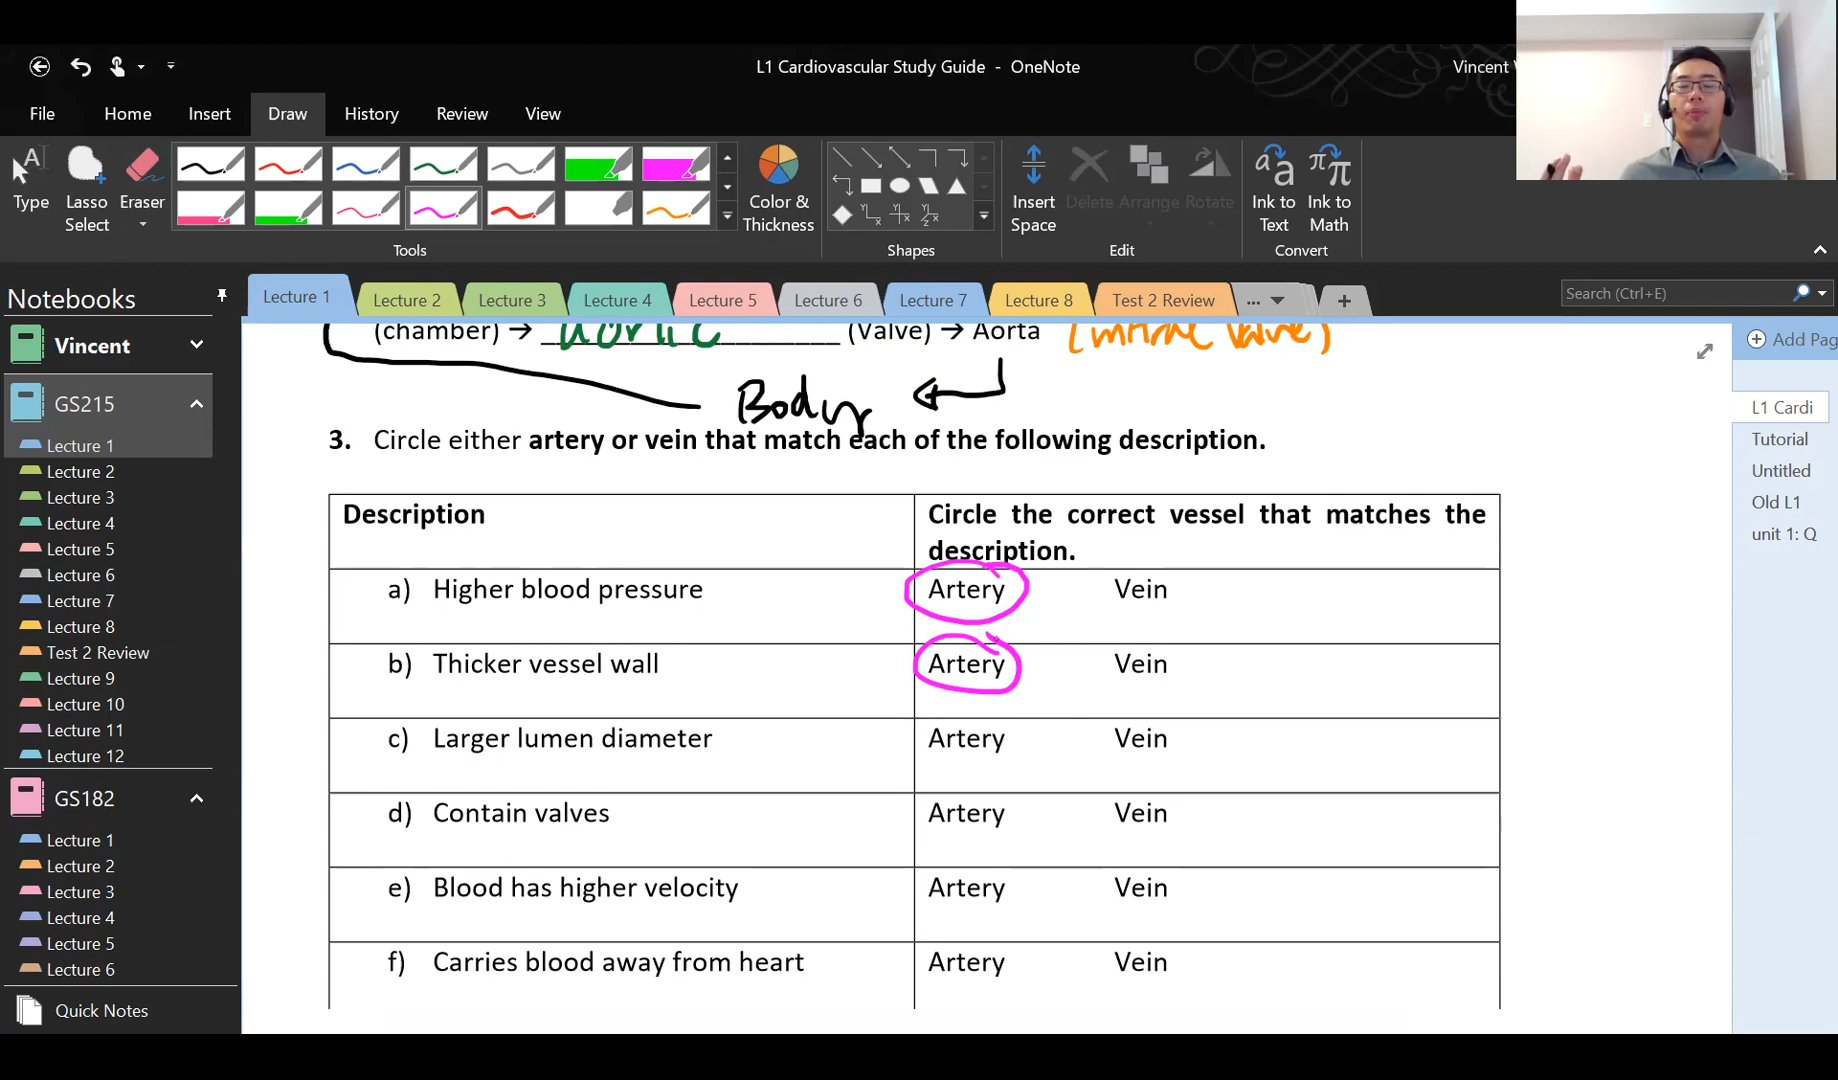 L1 Cardiovascular Study Guide - OneNote
Vincent
File Home Insert Draw History Review View
Type
Lasso Select
Eraser
Color & Thickness
Insert Space
Delete
Arrange
Rotate
Ink to Text
Ink to Math
Tools
Shapes
Edit
Convert
Notebooks
Lecture 1 Lecture 2 Lecture 3 Lecture 4 Lecture 5 Lecture 6 Lecture 7 Lecture 8 Test 2 Review ... +
Search (Ctrl+E)
Vincent
GS215
Lecture 1
Lecture 2
Lecture 3
Lecture 4
Lecture 5
Lecture 6
Lecture 7
Lecture 8
Test 2 Review
Lecture 9
Lecture 10
Lecture 11
Lecture 12
GS182
Lecture 1
Lecture 2
Lecture 3
Lecture 4
Lecture 5
Lecture 6
Quick Notes
(chamber) → aortic (Valve) → Aorta (mitral valve)
Body
3. Circle either artery or vein that match each of the following description.
Description
Circle the correct vessel that matches the
description.
a) Higher blood pressure Artery Vein
b) Thicker vessel wall Artery Vein
c) Larger lumen diameter Artery Vein
d) Contain valves Artery Vein
e) Blood has higher velocity Artery Vein
f) Carries blood away from heart Artery Vein
Add Pag
L1 Cardi
Tutorial
Untitled
Old L1
unit 1: Q